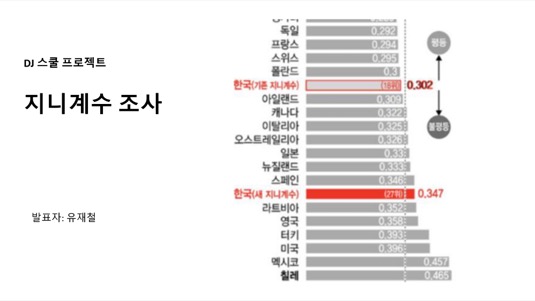 DJ 스쿨 프로젝트
지니계수 조사
발표자: 유재철
독일 0.292
프랑스 0.294
스위스 0.295
폴란드 0.3
한국(기존 지니계수) (18위) 0.302
아일랜드 0.309
캐나다 0.322
이탈리아 0.325
오스트레일리아 0.326
일본 0.33
뉴질랜드 0.333
스페인 0.346
한국(새 지니계수) (27위) 0.347
라트비아 0.352
영국 0.358
터키 0.393
미국 0.396
멕시코 0.457
칠레 0.465
평등
불평등